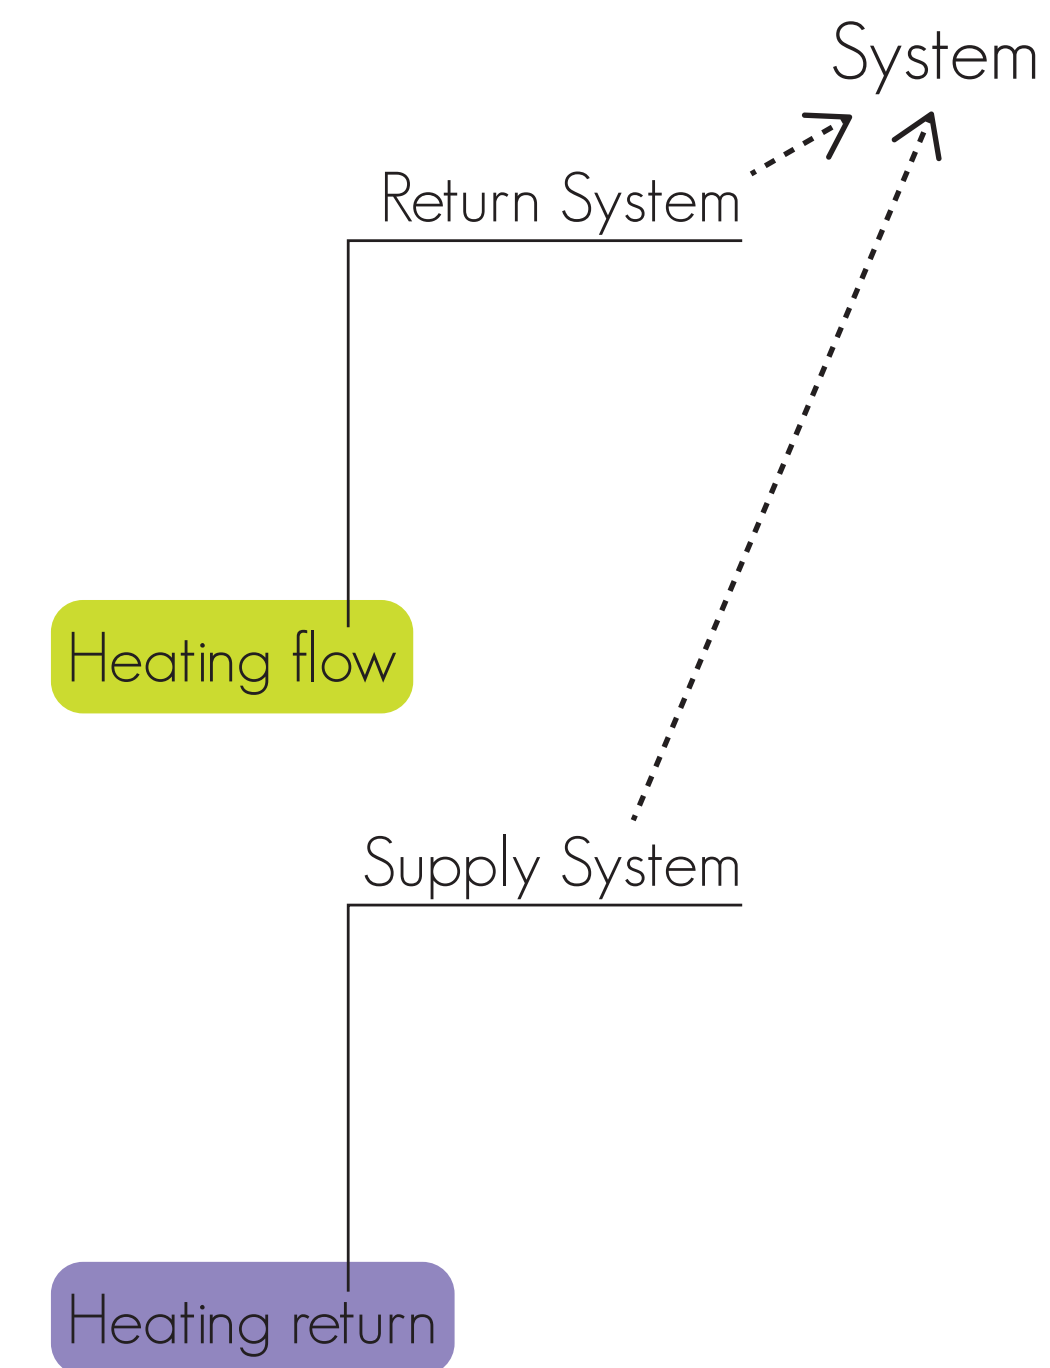 System
Return System
Heating flow
Supply System
Heating return